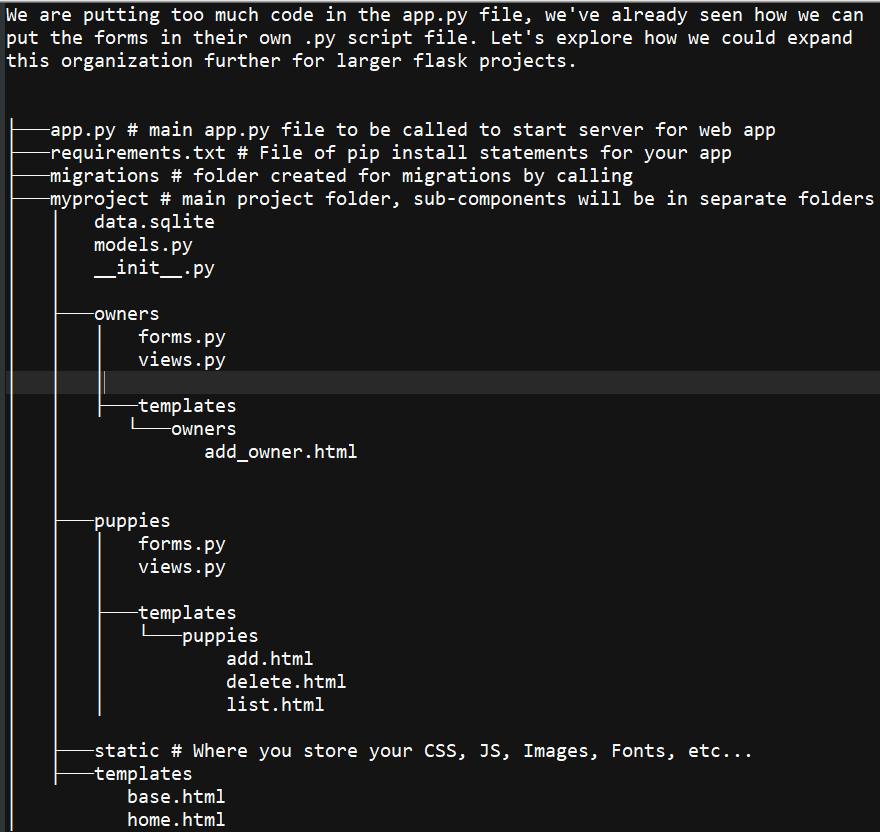 We are putting too much code in the app.py file, we've already seen how we can
put the forms in their own .py script file. Let's explore how we could expand
this organization further for larger flask projects.
├───app.py # main app.py file to be called to start server for web app
├───requirements.txt # File of pip install statements for your app
├───migrations # folder created for migrations by calling
├───myproject # main project folder, sub-components will be in separate folders
│   │   data.sqlite
│   │   models.py
│   │   __init__.py
│   │
│   ├───owners
│   │   │   forms.py
│   │   │   views.py
│   │   │
│   │   ├───templates
│   │      └───owners
│   │             add_owner.html
│   │
│   │
│   ├───puppies
│   │   │   forms.py
│   │   │   views.py
│   │   │
│   │   ├───templates
│   │   │   └───puppies
│   │   │           add.html
│   │   │           delete.html
│   │   │           list.html
│   │
│   ├───static # Where you store your CSS, JS, Images, Fonts, etc...
│   ├───templates
│          base.html
│          home.html